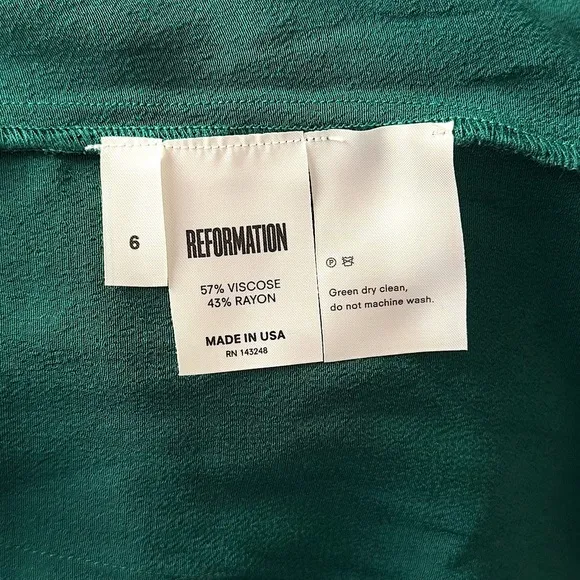 6
REFORMATION
57% VISCOSE
43% RAYON
MADE IN USA
RN 143248
P
Green dry clean,
do not machine wash.